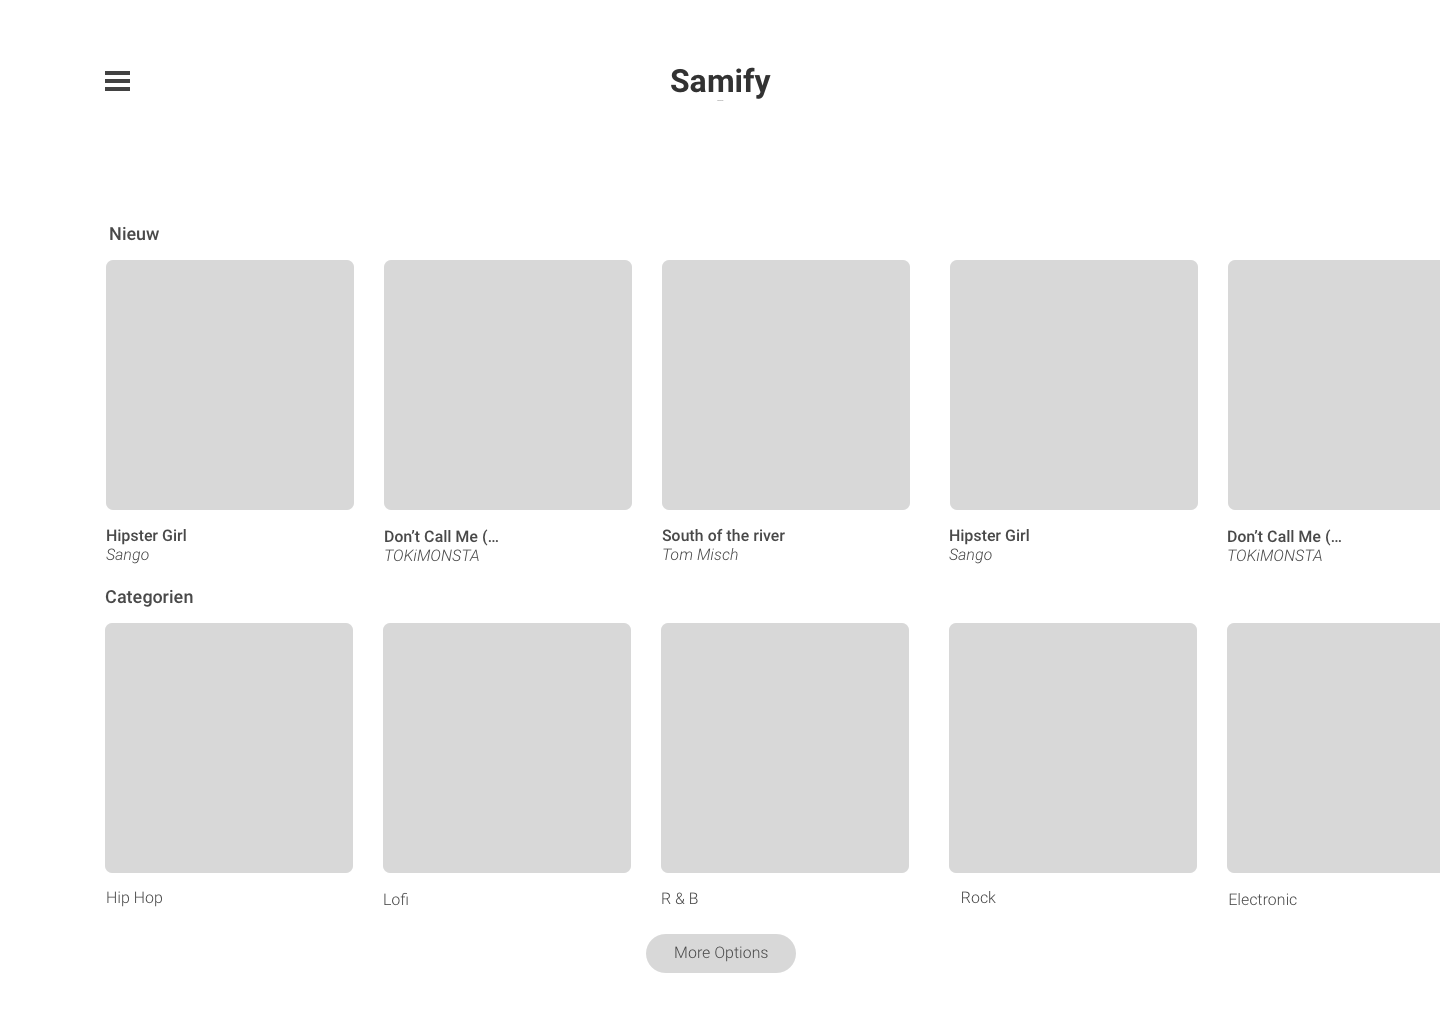 Samify
Nieuw
Hipster Girl
Sango
Don’t Call Me (...
TOKiMONSTA
South of the river
Tom Misch
Hipster Girl
Sango
Don’t Call Me (...
TOKiMONSTA
Categorien
Hip Hop
Lofi
R & B
Rock
Electronic
More Options